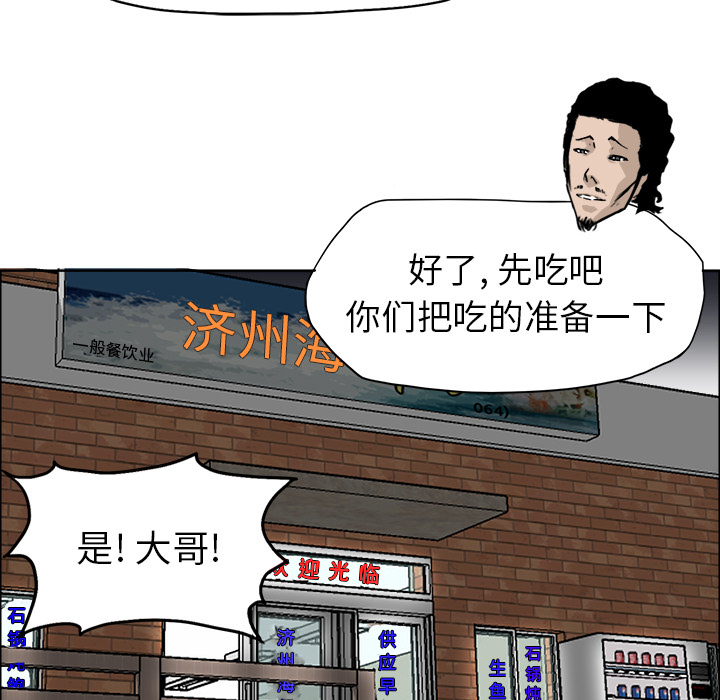 好了, 先吃吧
你们把吃的准备一下
济州海
一般餐饮业
064)
是! 大哥!
欢迎光临
石锅
济州海
供应早
生鱼
石锅炖